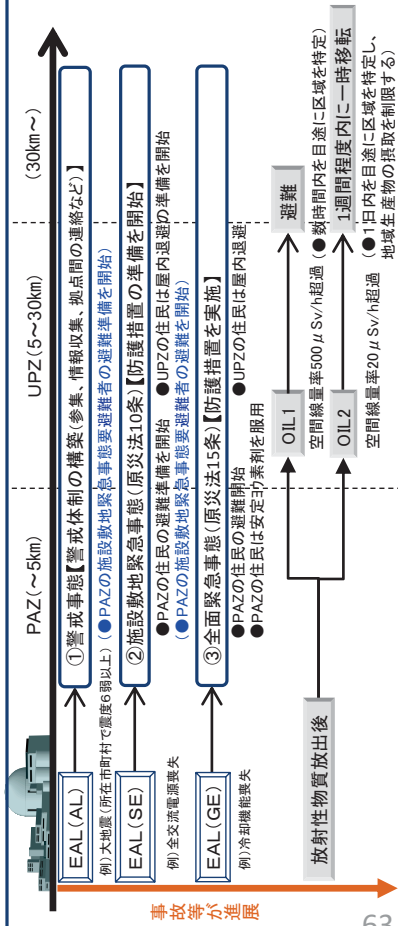 PAZ(～5km)
UPZ(5～30km)
(30km～)
事故等が進展
EAL(AL)
①警戒事態【警戒体制の構築(参集、情報収集、拠点間の連絡など)】
例)大地震(所在市町村で震度6弱以上)
(●PAZの施設敷地緊急事態要避難者の避難準備を開始)
EAL(SE)
②施設敷地緊急事態(原災法10条)【防護措置の準備を開始】
例)全交流電源喪失
●PAZの住民の避難準備を開始
●UPZの住民は屋内退避の準備を開始
(●PAZの施設敷地緊急事態要避難者の避難を開始)
EAL(GE)
③全面緊急事態(原災法15条)【防護措置を実施】
例)冷却機能喪失
●PAZの住民の避難開始
●UPZの住民は屋内退避
●PAZの住民は安定ヨウ素剤を服用
放射性物質放出後
OIL1
避難
空間線量率500μSv/h超過
(●数時間内を目途に区域を特定)
OIL2
1週間程度内に一時移転
空間線量率20μSv/h超過
(●1日内を目途に区域を特定し、
地域生産物の摂取を制限する)
63